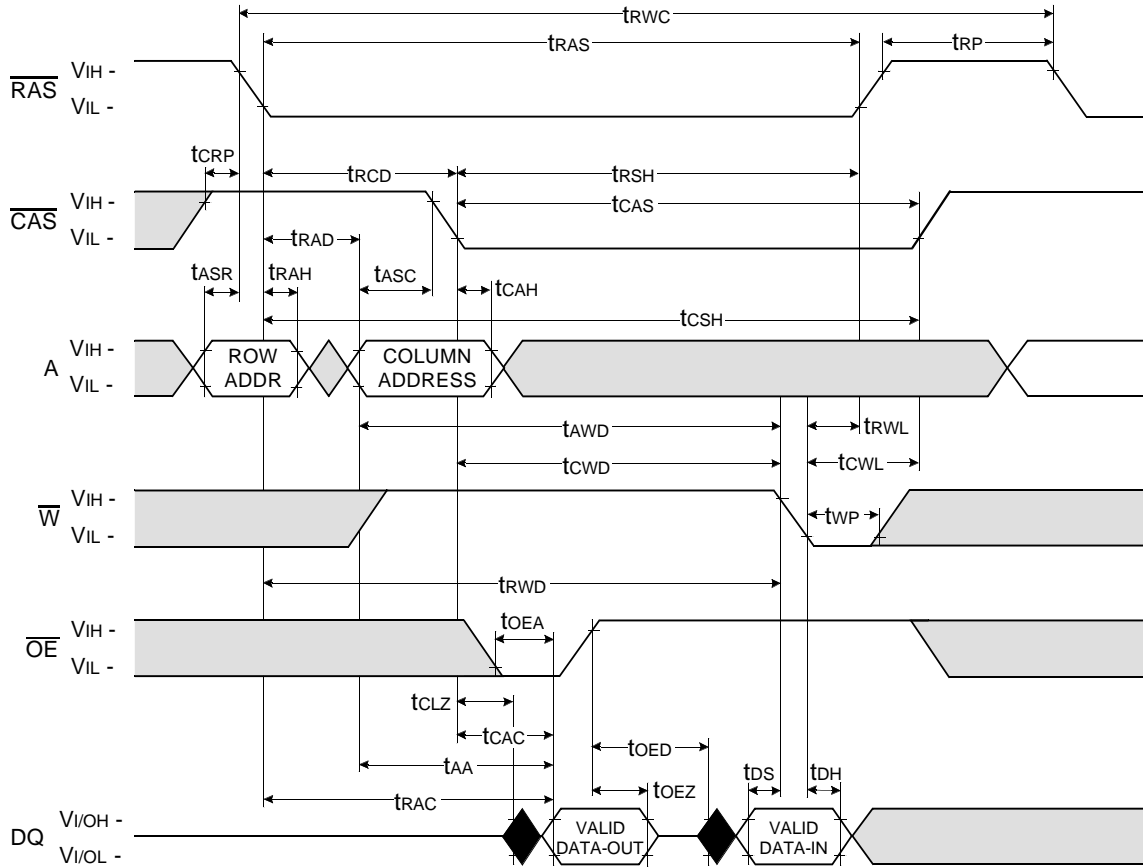 tRWC
tRAS
tRP
RAS
VIH -
VIL -
tCRP
tRCD
tRSH
CAS
VIH -
VIL -
tCAS
tRAD
tASR
tRAH
tASC
tCAH
tCSH
A
VIH -
VIL -
ROW
ADDR
COLUMN
ADDRESS
tAWD
tRWL
tCWD
tCWL
W
VIH -
VIL -
tWP
tRWD
OE
VIH -
VIL -
tOEA
tCLZ
tCAC
tOED
tAA
tDS
tDH
tRAC
tOEZ
DQ
VI/OH -
VI/OL -
VALID
DATA-OUT
VALID
DATA-IN